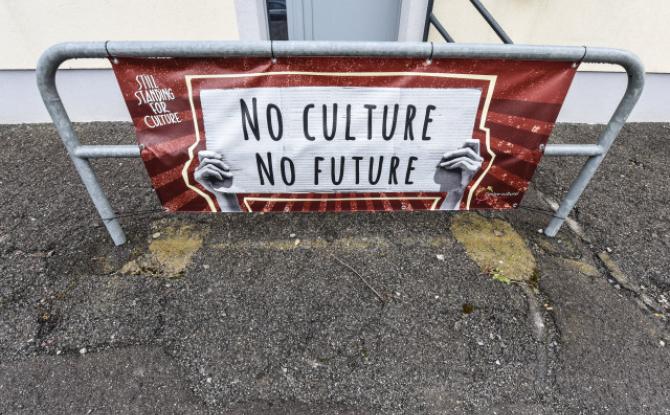 STILL
STANDING
FOR
CULTURE
NO CULTURE
NO FUTURE